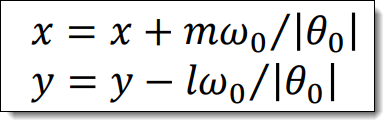 x = x + mω₀/|θ₀|
y = y − lω₀/|θ₀|